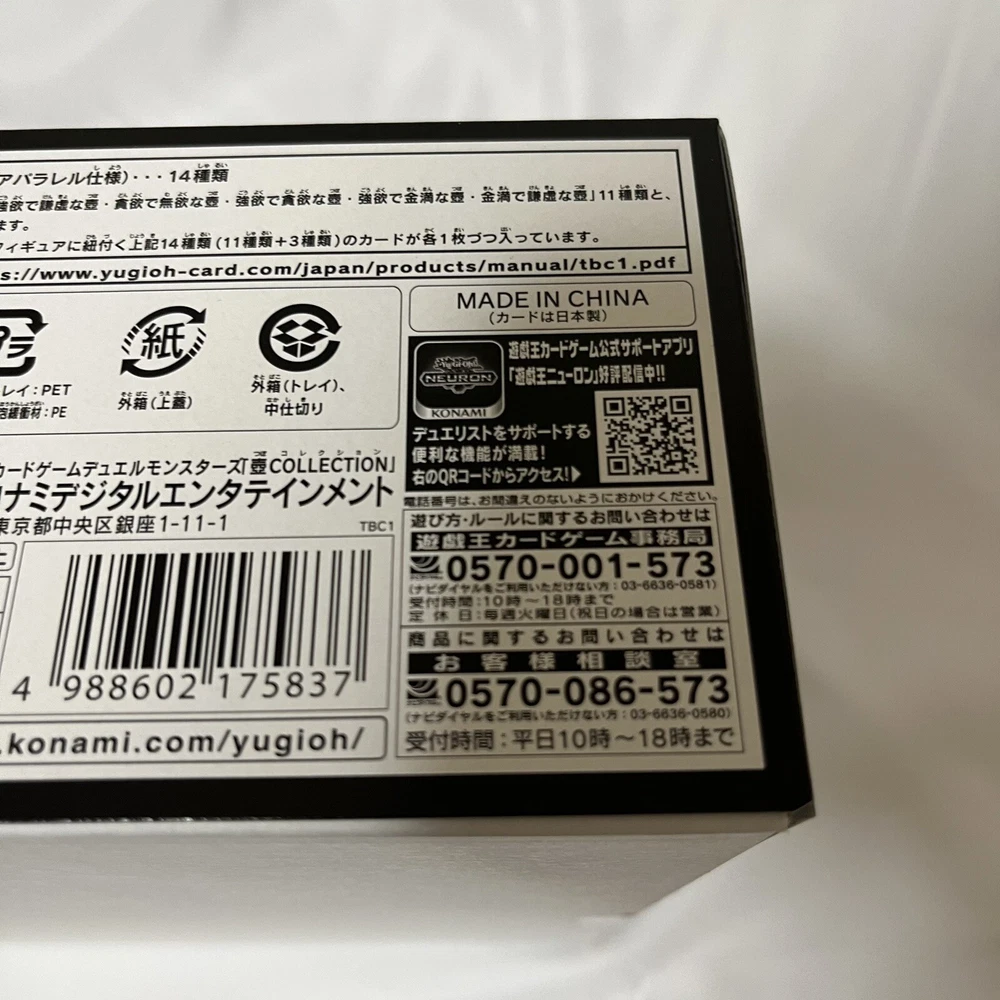 アパラレル仕様)・・・14種類
強欲で謙虚な壺・貪欲で無欲な壺・強欲で貪欲な壺・強欲で金満な壺・金満で謙虚な壺」11種類と、
ます。
フィギュアに紐付く上記14種類(11種類+3種類)のカードが各1枚づつ入っています。
s://www.yugioh-card.com/japan/products/manual/tbc1.pdf
プラ
レイ:PET
包緩衝材:PE
紙
外箱(上蓋)
外箱(トレイ)、
中仕切り
MADE IN CHINA
(カードは日本製)
YU-GI-OH!
NEURON
KONAMI
遊戯王カードゲーム公式サポートアプリ
「遊戯王ニューロン」好評配信中!!
デュエリストをサポートする
便利な機能が満載!
右のQRコードからアクセス!▶
カードゲームデュエルモンスターズ「壺COLLECTION」
ナミデジタルエンタテインメント
東京都中央区銀座1-11-1
TBC1
4 988602 175837
.konami.com/yugioh/
電話番号は、お間違えのないようにおかけください。
遊び方・ルールに関するお問い合わせは
遊戯王カードゲーム事務局
0570-001-573
(ナビダイヤルをご利用いただけない方:03-6636-0581)
受付時間:10時〜18時まで
定休日:毎週火曜日(祝日の場合は営業)
商品に関するお問い合わせは
お客様相談室
0570-086-573
(ナビダイヤルをご利用いただけない方:03-6636-0580)
受付時間:平日10時〜18時まで